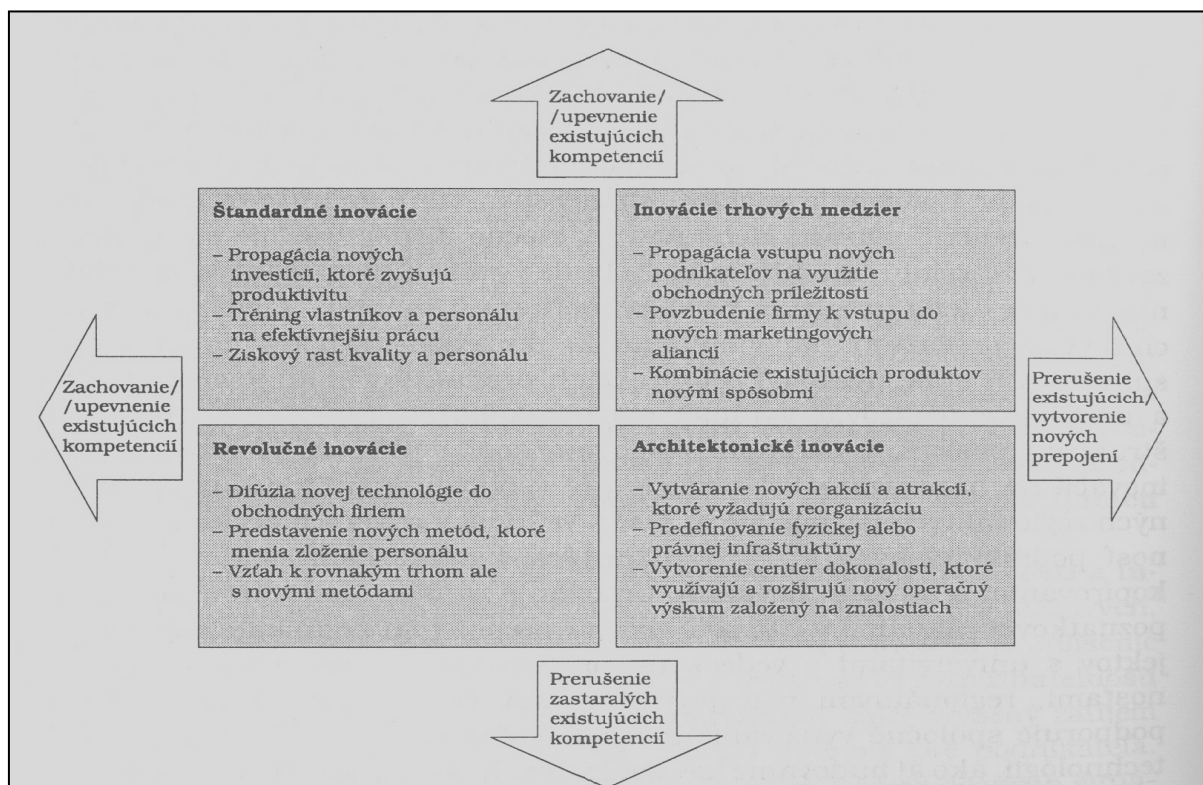 Zachovanie/
/upevnenie
existujúcich
kompetencií
Štandardné inovácie
– Propagácia nových
investícií, ktoré zvyšujú
produktivitu
– Tréning vlastníkov a personálu
na efektívnejšiu prácu
– Ziskový rast kvality a personálu
Inovácie trhových medzier
– Propagácia vstupu nových
podnikateľov na využitie
obchodných príležitostí
– Povzbudenie firmy k vstupu do
nových marketingových
aliancií
– Kombinácie existujúcich produktov
novými spôsobmi
Zachovanie/
/upevnenie
existujúcich
kompetencií
Prerušenie
existujúcich/
vytvorenie
nových
prepojení
Revolučné inovácie
– Difúzia novej technológie do
obchodných firiem
– Predstavenie nových metód, ktoré
menia zloženie personálu
– Vzťah k rovnakým trhom ale
s novými metódami
Architektonické inovácie
– Vytváranie nových akcií a atrakcií,
ktoré vyžadujú reorganizáciu
– Predefinovanie fyzickej alebo
právnej infraštruktúry
– Vytvorenie centier dokonalosti, ktoré
využívajú a rozširujú nový operačný
výskum založený na znalostiach
Prerušenie
zastaralých
existujúcich
kompetencií